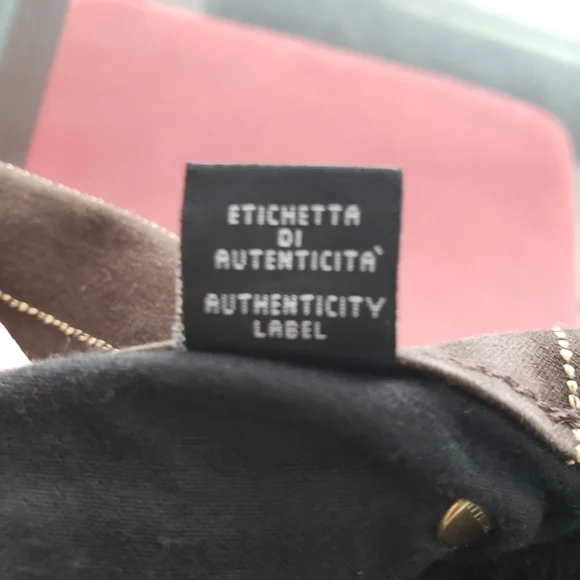 ETICHETTA
DI
AUTENTICITA'
AUTHENTICITY
LABEL